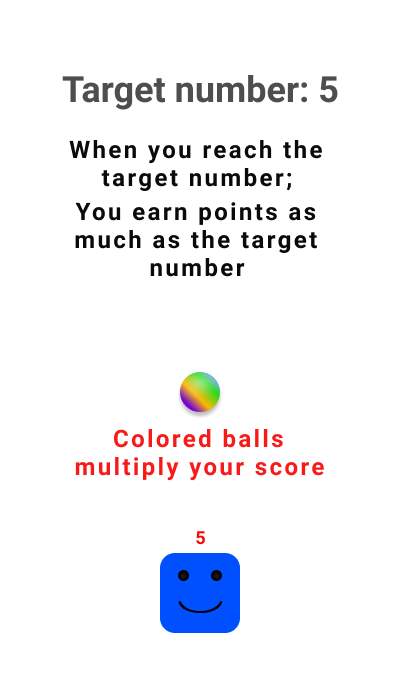 Target number: 5
When you reach the
target number;
You earn points as
much as the target
number
Colored balls
multiply your score
5